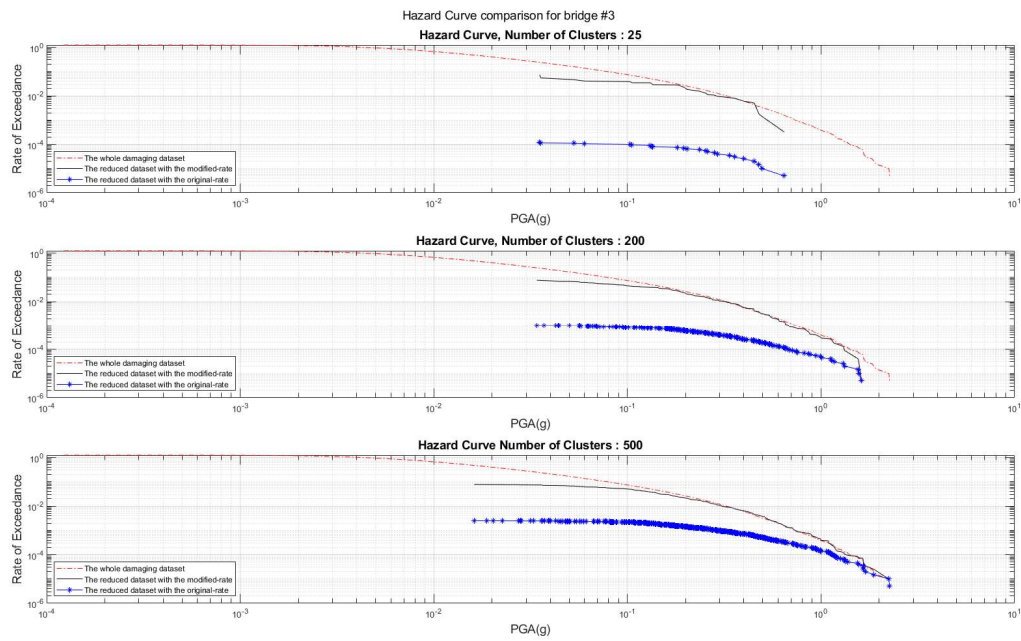 Hazard Curve comparison for bridge #3
Hazard Curve, Number of Clusters : 25
10^0
10^-2
10^-4
10^-6
Rate of Exceedance
The whole damaging dataset
The reduced dataset with the modified-rate
The reduced dataset with the original-rate
10^-4 10^-3 10^-2 10^-1 10^0 10^1
PGA(g)
Hazard Curve, Number of Clusters : 200
10^0
10^-2
10^-4
10^-6
Rate of Exceedance
The whole damaging dataset
The reduced dataset with the modified-rate
The reduced dataset with the original-rate
10^-4 10^-3 10^-2 10^-1 10^0 10^1
PGA(g)
Hazard Curve Number of Clusters : 500
10^0
10^-2
10^-4
10^-6
Rate of Exceedance
The whole damaging dataset
The reduced dataset with the modified-rate
The reduced dataset with the original-rate
10^-4 10^-3 10^-2 10^-1 10^0 10^1
PGA(g)